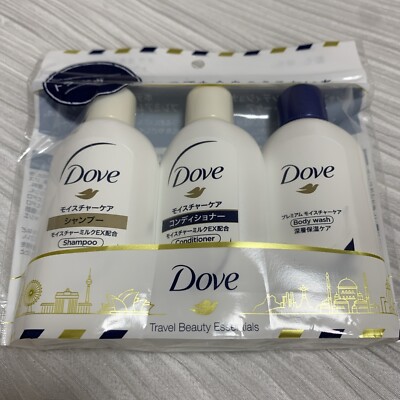 Dove
モイスチャーケア
シャンプー
モイスチャーミルクEX配合
Shampoo
Dove
モイスチャーケア
コンディショナー
モイスチャーミルクEX配合
Conditioner
Dove
プレミアム モイスチャーケア
Body wash
深層保湿ケア
Dove
Travel Beauty Essentials